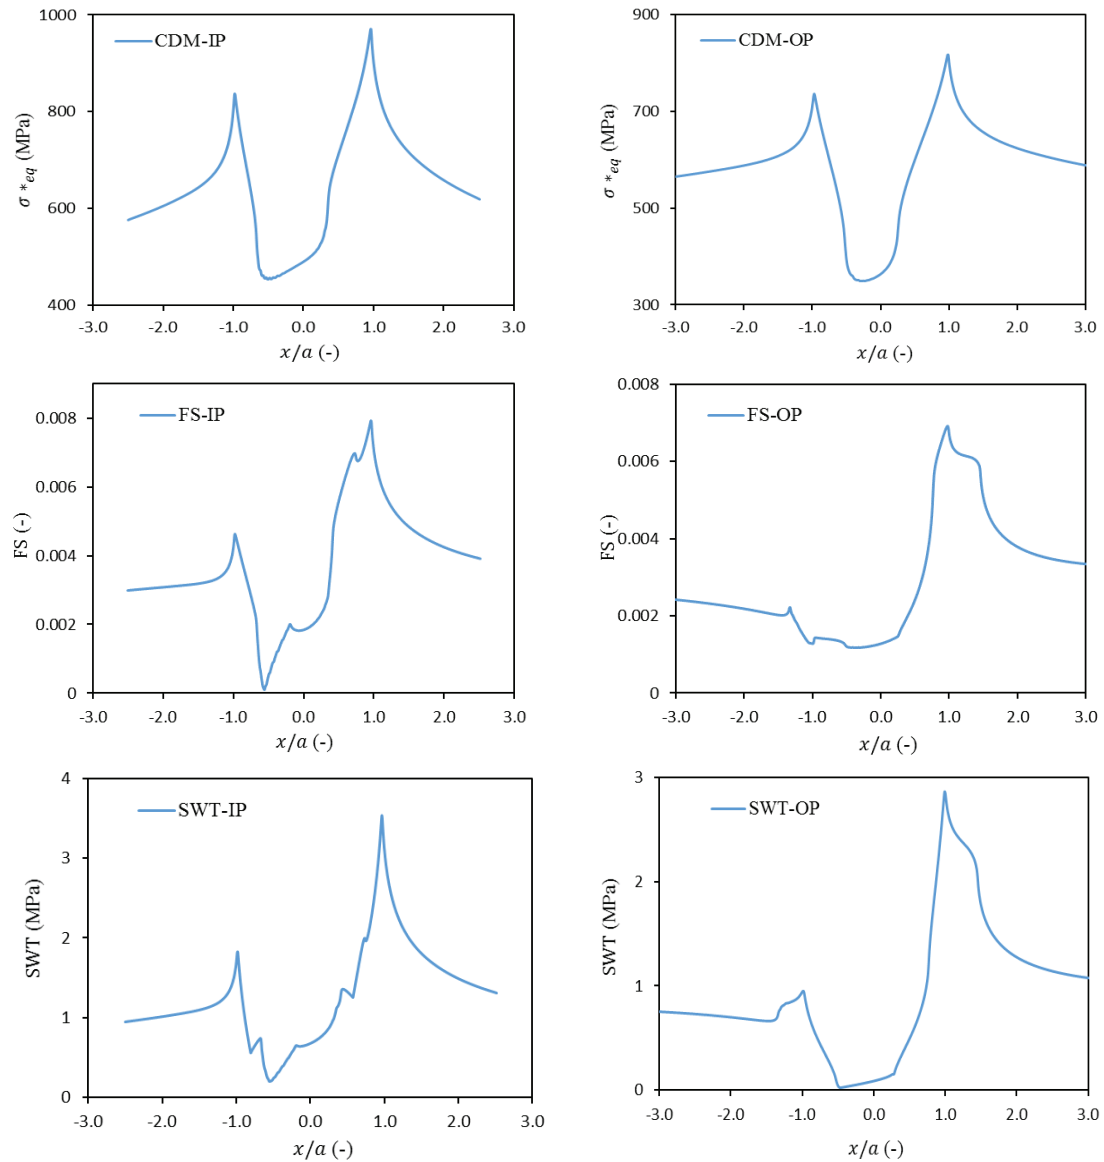 1000
800
600
400
σ *eq (MPa)
CDM-IP
-3.0 -2.0 -1.0 0.0 1.0 2.0 3.0
x/a (-)
900
700
500
300
σ *eq (MPa)
CDM-OP
-3.0 -2.0 -1.0 0.0 1.0 2.0 3.0
x/a (-)
0.008
0.006
0.004
0.002
0
FS (-)
FS-IP
-3.0 -2.0 -1.0 0.0 1.0 2.0 3.0
x/a (-)
0.008
0.006
0.004
0.002
0
FS (-)
FS-OP
-3.0 -2.0 -1.0 0.0 1.0 2.0 3.0
x/a (-)
4
3
2
1
0
SWT (MPa)
SWT-IP
-3.0 -2.0 -1.0 0.0 1.0 2.0 3.0
x/a (-)
3
2
1
0
SWT (MPa)
SWT-OP
-3.0 -2.0 -1.0 0.0 1.0 2.0 3.0
x/a (-)